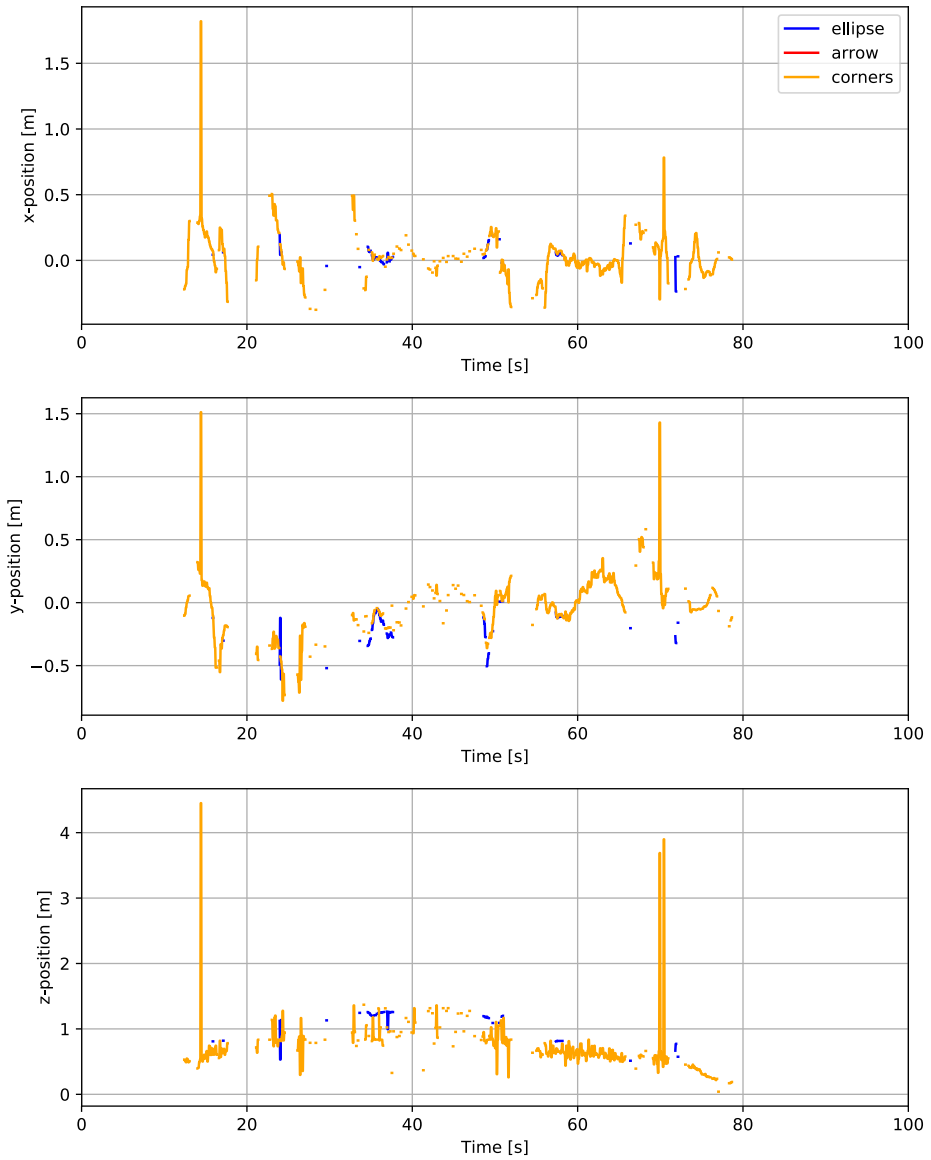 ellipse
arrow
corners
1.5
1.0
0.5
0.0
x-position [m]
0 20 40 60 80 100
Time [s]
1.5
1.0
0.5
0.0
−0.5
y-position [m]
0 20 40 60 80 100
Time [s]
4
3
2
1
0
z-position [m]
0 20 40 60 80 100
Time [s]